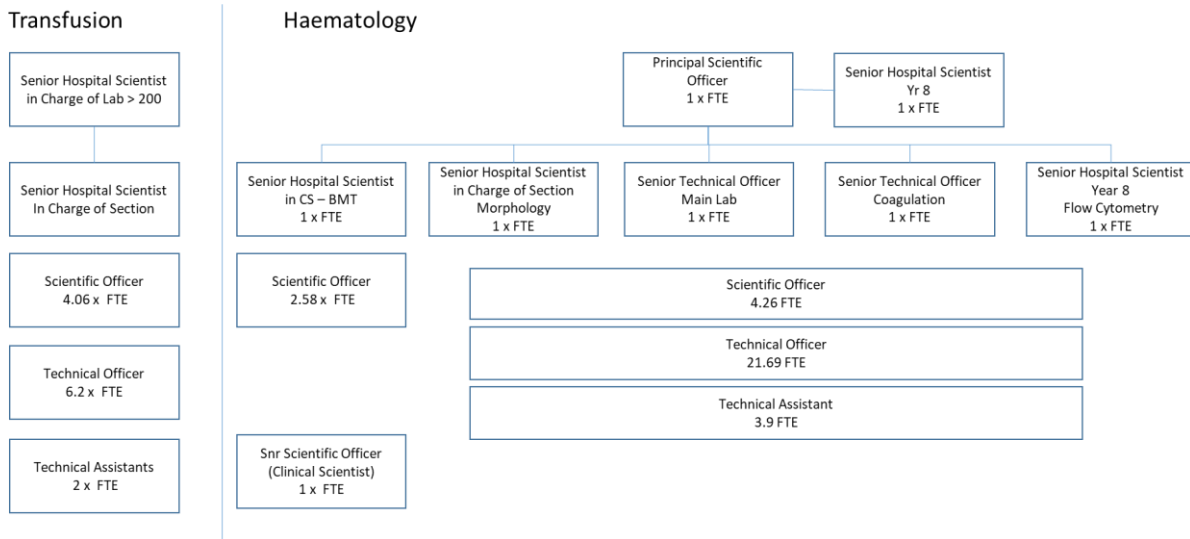 Transfusion
Senior Hospital Scientist
in Charge of Lab > 200
Senior Hospital Scientist
In Charge of Section
Scientific Officer
4.06 x  FTE
Technical Officer
6.2 x  FTE
Technical Assistants
2 x  FTE
Haematology
Principal Scientific
Officer
1 x FTE
Senior Hospital Scientist
Yr 8
1 x FTE
Senior Hospital Scientist
in CS – BMT
1 x FTE
Senior Hospital Scientist
in Charge of Section
Morphology
1 x FTE
Senior Technical Officer
Main Lab
1 x FTE
Senior Technical Officer
Coagulation
1 x FTE
Senior Hospital Scientist
Year 8
Flow Cytometry
1 x FTE
Scientific Officer
2.58 x  FTE
Scientific Officer
4.26 FTE
Technical Officer
21.69 FTE
Technical Assistant
3.9 FTE
Snr Scientific Officer
(Clinical Scientist)
1 x  FTE